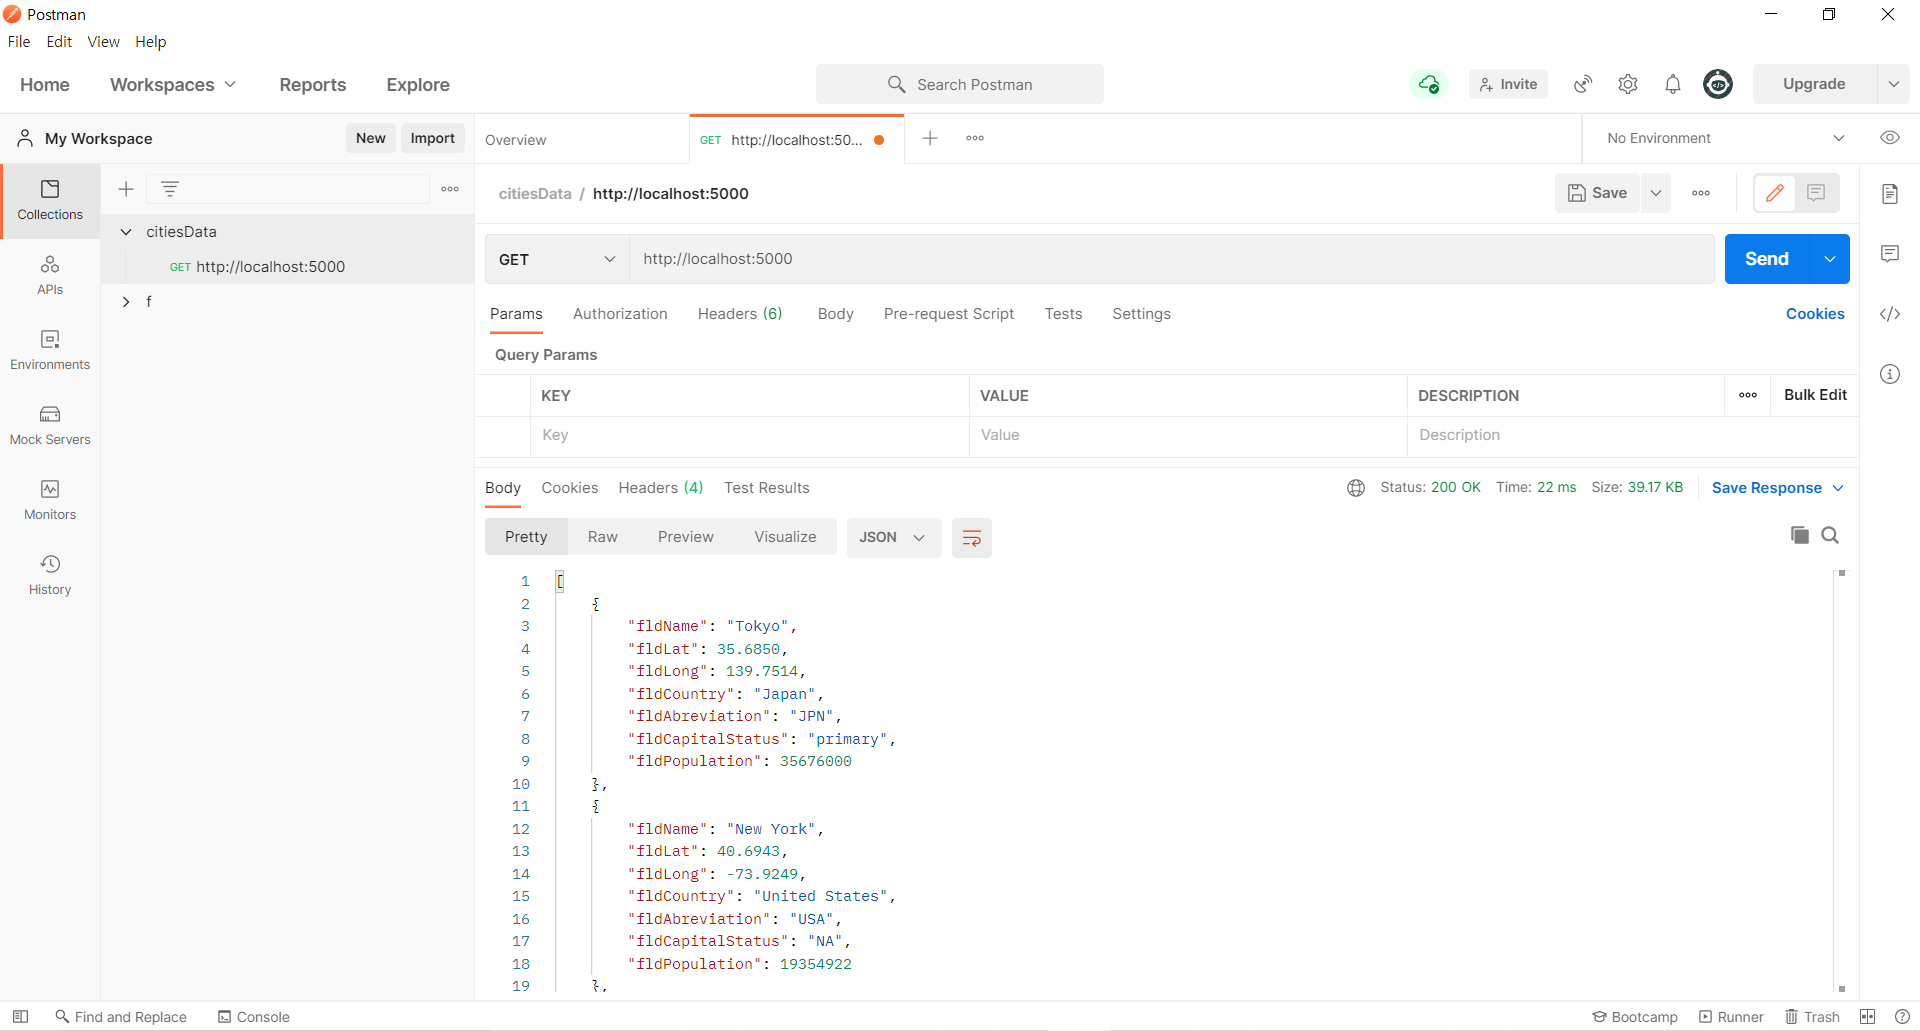 Postman
File Edit View Help
Home Workspaces Reports Explore Search Postman Invite Upgrade
My Workspace New Import Overview GET http://localhost:50... No Environment
citiesData / http://localhost:5000 Save
Collections
citiesData
GET http://localhost:5000
f
APIs
Environments
Mock Servers
Monitors
History
GET http://localhost:5000 Send
Params Authorization Headers (6) Body Pre-request Script Tests Settings Cookies
Query Params
KEY VALUE DESCRIPTION Bulk Edit
Key Value Description
Body Cookies Headers (4) Test Results Status: 200 OK Time: 22 ms Size: 39.17 KB Save Response
Pretty Raw Preview Visualize JSON
1 [
2 {
3 "fldName": "Tokyo",
4 "fldLat": 35.6850,
5 "fldLong": 139.7514,
6 "fldCountry": "Japan",
7 "fldAbreviation": "JPN",
8 "fldCapitalStatus": "primary",
9 "fldPopulation": 35676000
10 },
11 {
12 "fldName": "New York",
13 "fldLat": 40.6943,
14 "fldLong": -73.9249,
15 "fldCountry": "United States",
16 "fldAbreviation": "USA",
17 "fldCapitalStatus": "NA",
18 "fldPopulation": 19354922
19 },
Find and Replace Console Bootcamp Runner Trash